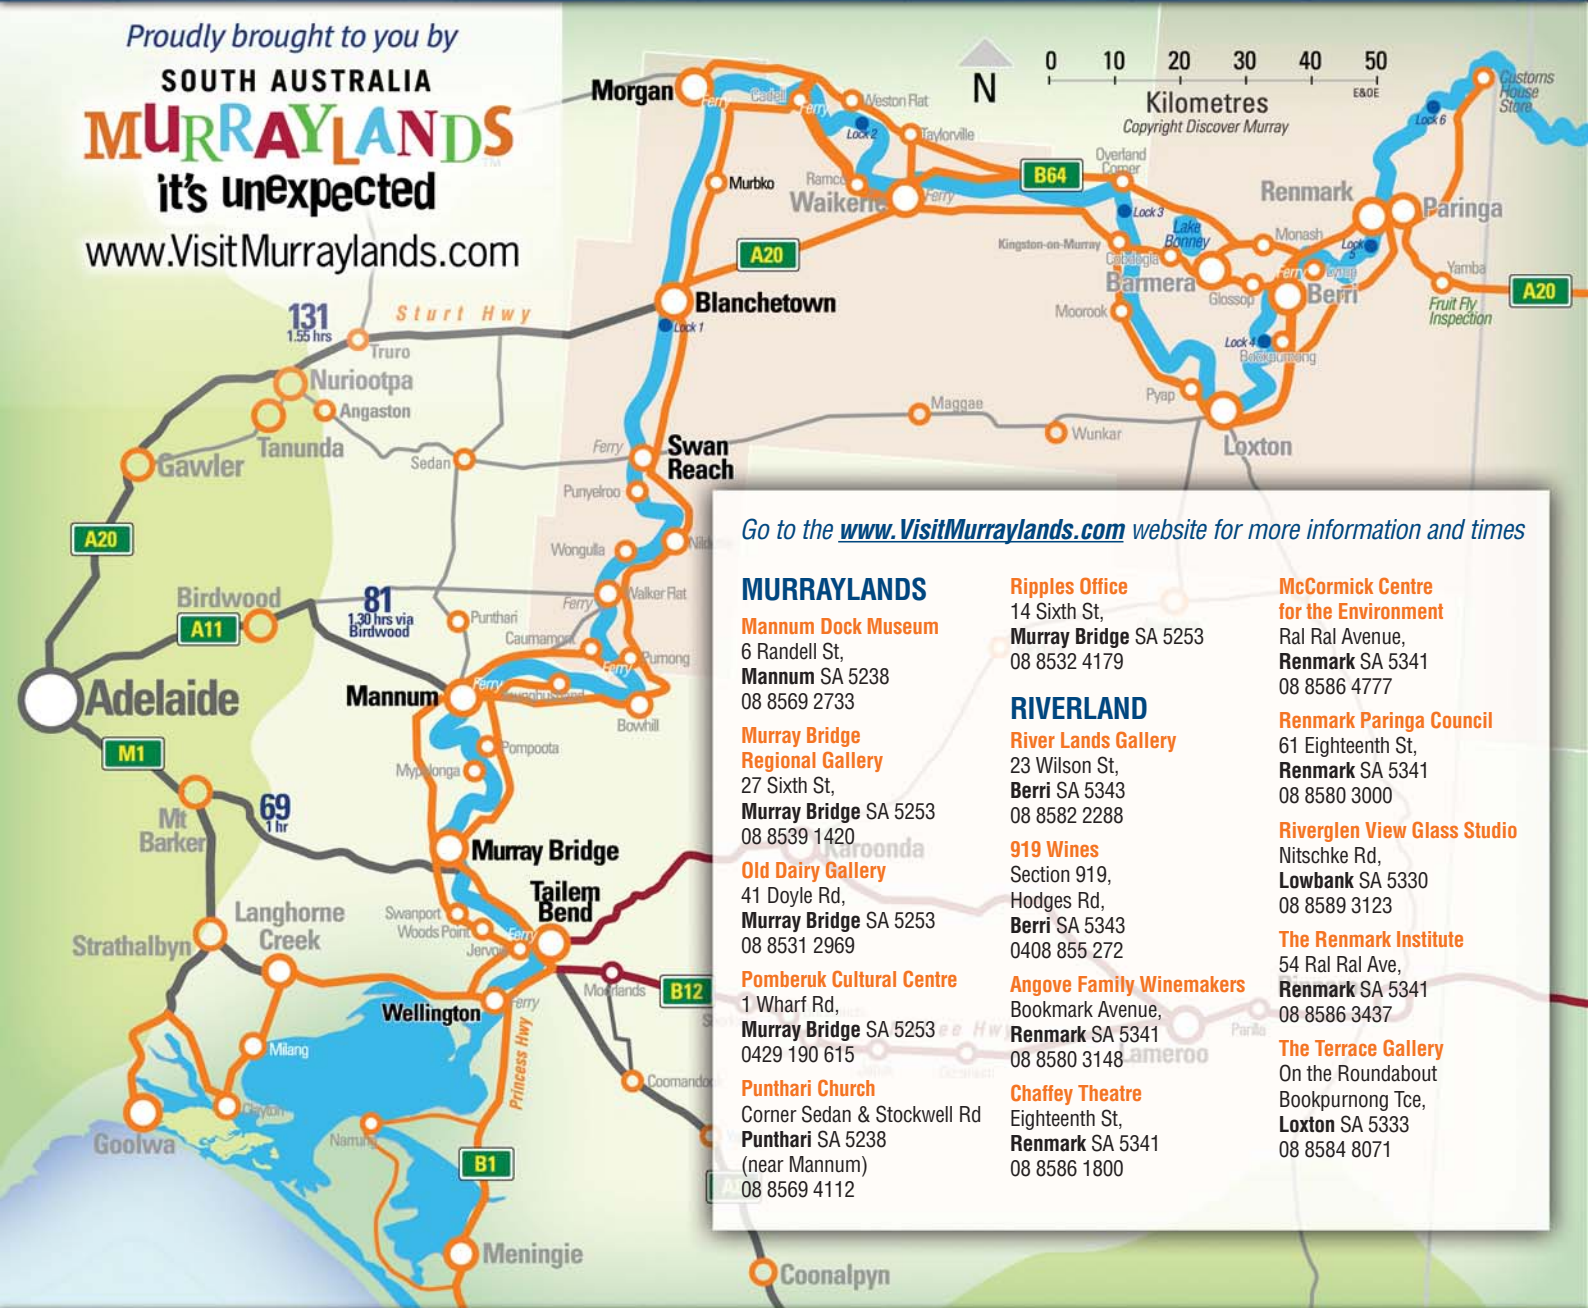 Proudly brought to you by
SOUTH AUSTRALIA
MURRAYLANDS
TM
it's unexpected
www.VisitMurraylands.com
N
0 10 20 30 40 50
Kilometres
E&OE
Copyright Discover Murray
Customs
House
Store
Lock 6
Morgan
Ferry
Cadell
Ferry
Weston Flat
Lock 2
Taylorville
Overland
Corner
B64
Murbko
Ramco
Waikerie
Ferry
Lock 3
Renmark
Paringa
Lake
Bonney
Monash
Lock
5
Kingston-on-Murray
Cobdogla
Barmera
Glossop
Ferry
Lyrup
Berri
Yamba
A20
Fruit Fly
Inspection
A20
Blanchetown
Lock 1
Moorook
Lock 4
Bookpurnong
131
1.55 hrs
Sturt Hwy
Truro
Nuriootpa
Angaston
Tanunda
Gawler
Sedan
Pyap
Loxton
Maggae
Wunkar
Ferry
Swan
Reach
Punyelroo
A20
Wongulla
Birdwood
A11
81
1.30 hrs via
Birdwood
Punthari
Ferry
Walker Flat
Caurnamont
Ferry
Purnong
Adelaide
Mannum
Ferry
Bowhill
M1
Pompoota
Mypolonga
Mt
Barker
69
1 hr
Murray Bridge
Karoonda
Tailem
Bend
Langhorne
Creek
Strathalbyn
Swanport
Woods Point
Jervois
Ferry
Moorlands
B12
Wellington
Ferry
Princess Hwy
Milang
Coomandook
Lameroo
Parilla
Clayton
Goolwa
Narrung
B1
Meningie
Coonalpyn
Go to the www.VisitMurraylands.com website for more information and times
MURRAYLANDS
Mannum Dock Museum
6 Randell St,
Mannum SA 5238
08 8569 2733
Murray Bridge
Regional Gallery
27 Sixth St,
Murray Bridge SA 5253
08 8539 1420
Old Dairy Gallery
41 Doyle Rd,
Murray Bridge SA 5253
08 8531 2969
Pomberuk Cultural Centre
1 Wharf Rd,
Murray Bridge SA 5253
0429 190 615
Punthari Church
Corner Sedan & Stockwell Rd
Punthari SA 5238
(near Mannum)
08 8569 4112
Ripples Office
14 Sixth St,
Murray Bridge SA 5253
08 8532 4179
RIVERLAND
River Lands Gallery
23 Wilson St,
Berri SA 5343
08 8582 2288
919 Wines
Section 919,
Hodges Rd,
Berri SA 5343
0408 855 272
Angove Family Winemakers
Bookmark Avenue,
Renmark SA 5341
08 8580 3148
Chaffey Theatre
Eighteenth St,
Renmark SA 5341
08 8586 1800
McCormick Centre
for the Environment
Ral Ral Avenue,
Renmark SA 5341
08 8586 4777
Renmark Paringa Council
61 Eighteenth St,
Renmark SA 5341
08 8580 3000
Riverglen View Glass Studio
Nitschke Rd,
Lowbank SA 5330
08 8589 3123
The Renmark Institute
54 Ral Ral Ave,
Renmark SA 5341
08 8586 3437
The Terrace Gallery
On the Roundabout
Bookpurnong Tce,
Loxton SA 5333
08 8584 8071